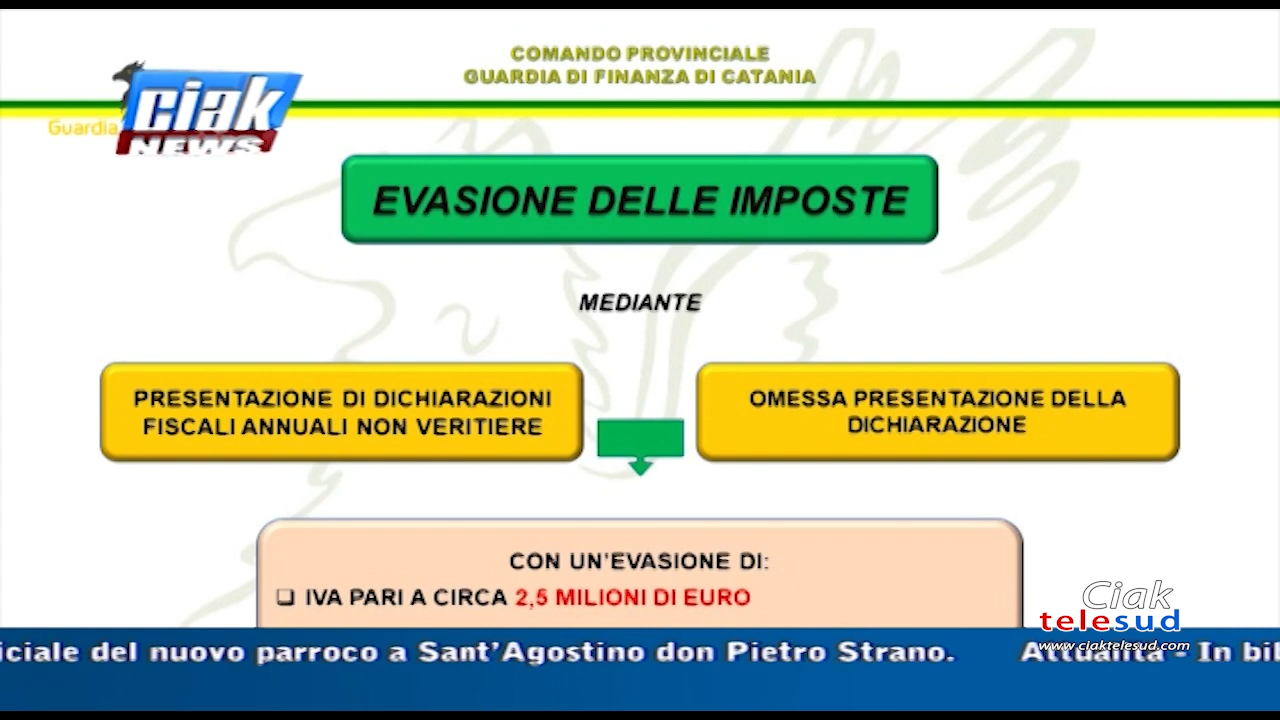 COMANDO PROVINCIALE
GUARDIA DI FINANZA DI CATANIA
Guardia
ciak
NEWS
EVASIONE DELLE IMPOSTE
MEDIANTE
PRESENTAZIONE DI DICHIARAZIONI
FISCALI ANNUALI NON VERITIERE
OMESSA PRESENTAZIONE DELLA
DICHIARAZIONE
CON UN'EVASIONE DI:
❑ IVA PARI A CIRCA 2,5 MILIONI DI EURO
Ciak
telesud
www.ciaktelesud.com
iciale del nuovo parroco a Sant'Agostino don Pietro Strano. Attualità - In bib